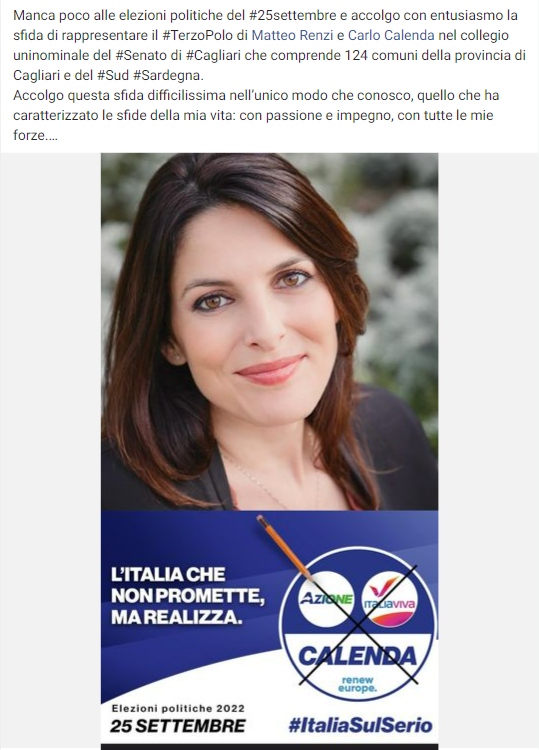 Manca poco alle elezioni politiche del #25settembre e accolgo con entusiasmo la
sfida di rappresentare il #TerzoPolo di Matteo Renzi e Carlo Calenda nel collegio
uninominale del #Senato di #Cagliari che comprende 124 comuni della provincia di
Cagliari e del #Sud #Sardegna.
Accolgo questa sfida difficilissima nell'unico modo che conosco, quello che ha
caratterizzato le sfide della mia vita: con passione e impegno, con tutte le mie
forze....
L'ITALIA CHE
NON PROMETTE,
MA REALIZZA.
AZIONE
ITALIAVIVA
CALENDA
renew
europe.
Elezioni politiche 2022
25 SETTEMBRE
#ItaliaSulSerio